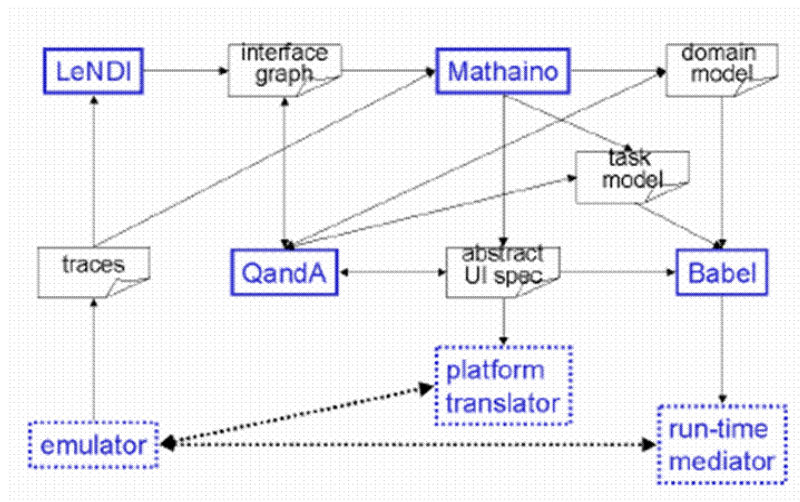 LeNDI
interface
graph
Mathaino
domain
model
task
model
traces
QandA
abstract
UI spec
Babel
platform
translator
emulator
run-time
mediator